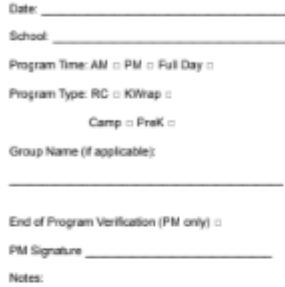 Date:
School:
Program Time: AM □ PM □ Full Day □
Program Type: RC □ KWrap □
Camp □ PreK □
Group Name (if applicable):
End of Program Verification (PM only) □
PM Signature
Notes: